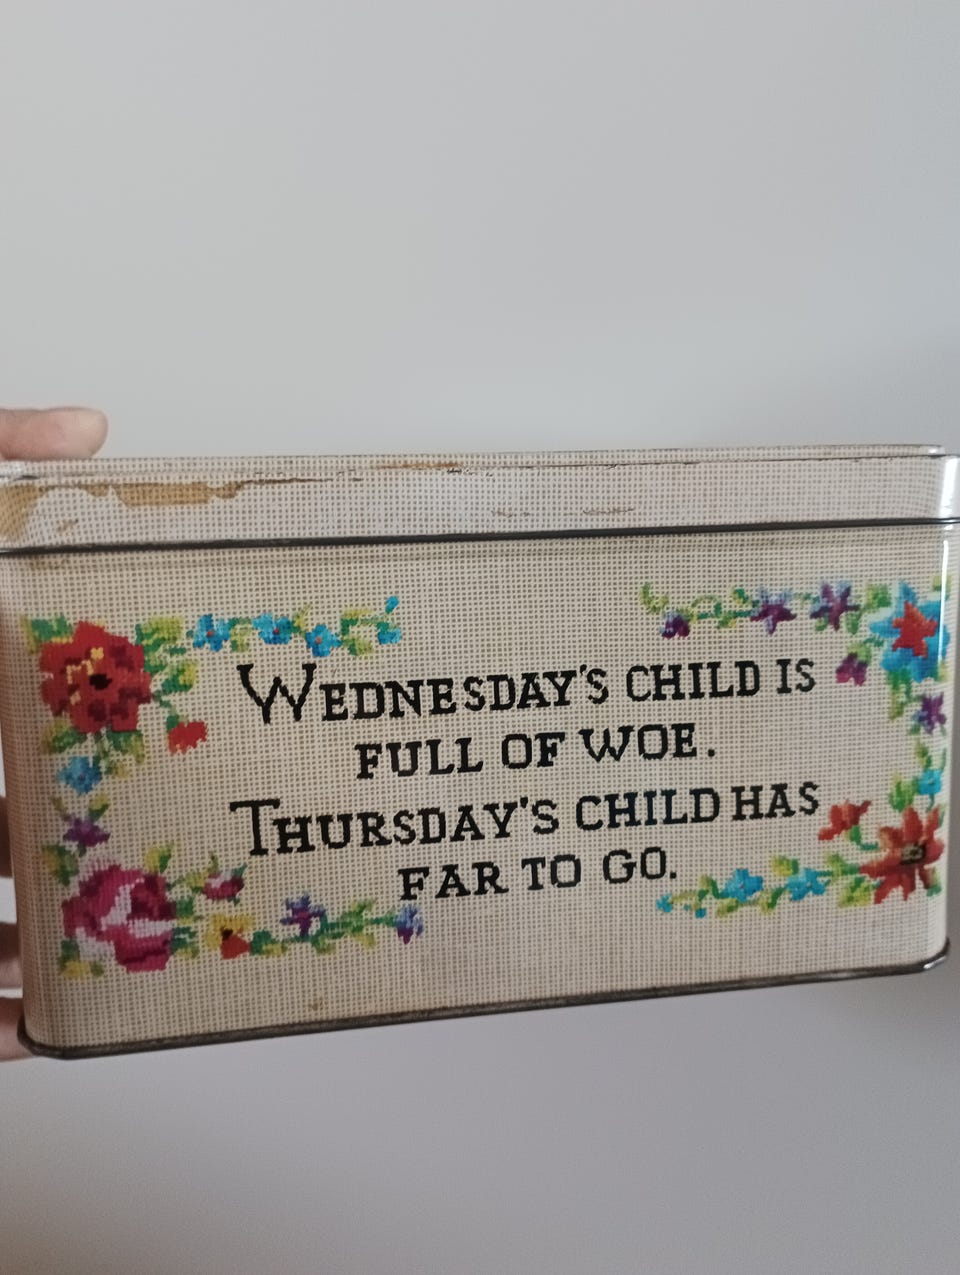 WEDNESDAY'S CHILD IS
FULL OF WOE.
THURSDAY'S CHILD HAS
FAR TO GO.